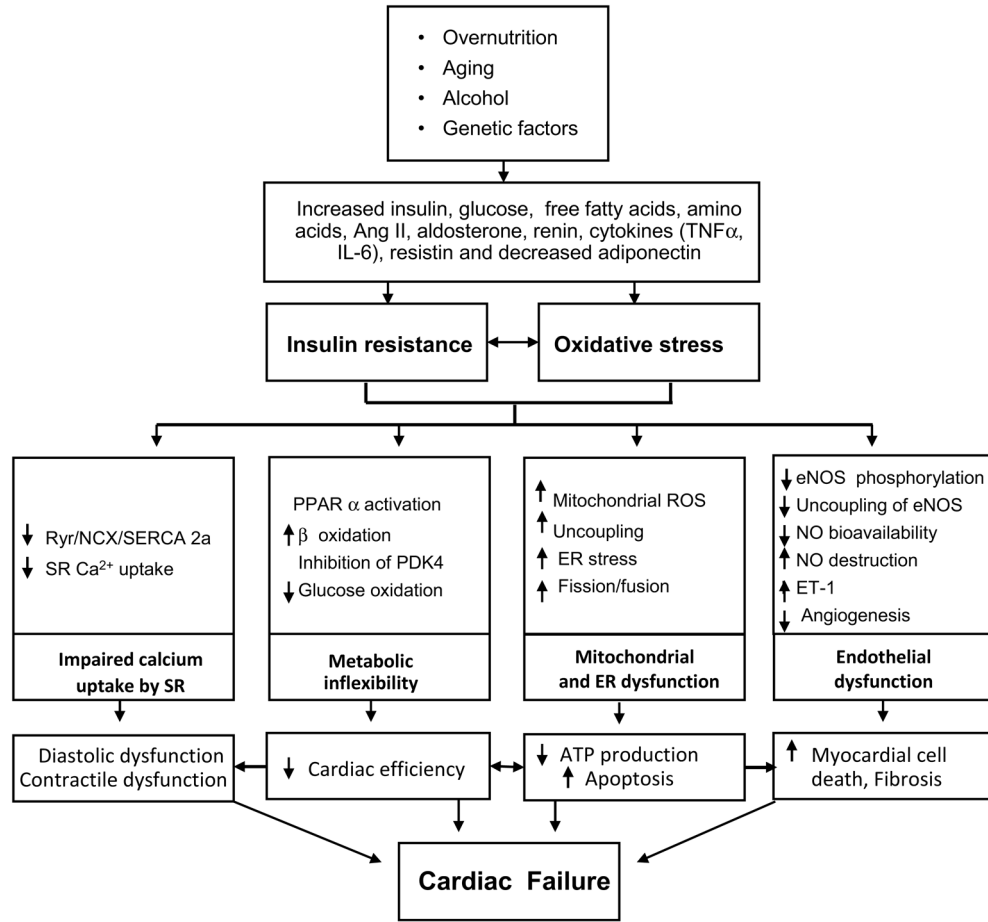 • Overnutrition
• Aging
• Alcohol
• Genetic factors
Increased insulin, glucose, free fatty acids, amino
acids, Ang II, aldosterone, renin, cytokines (TNFα,
IL-6), resistin and decreased adiponectin
Insulin resistance
Oxidative stress
↓ Ryr/NCX/SERCA 2a
↓ SR Ca²⁺ uptake
Impaired calcium
uptake by SR
PPAR α activation
↑ β oxidation
Inhibition of PDK4
↓ Glucose oxidation
Metabolic
inflexibility
↑ Mitochondrial ROS
↑ Uncoupling
↑ ER stress
↑ Fission/fusion
Mitochondrial
and ER dysfunction
↓ eNOS phosphorylation
↓ Uncoupling of eNOS
↓ NO bioavailability
↑ NO destruction
↑ ET-1
↓ Angiogenesis
Endothelial
dysfunction
Diastolic dysfunction
Contractile dysfunction
↓ Cardiac efficiency
↓ ATP production
↑ Apoptosis
↑ Myocardial cell
death, Fibrosis
Cardiac Failure